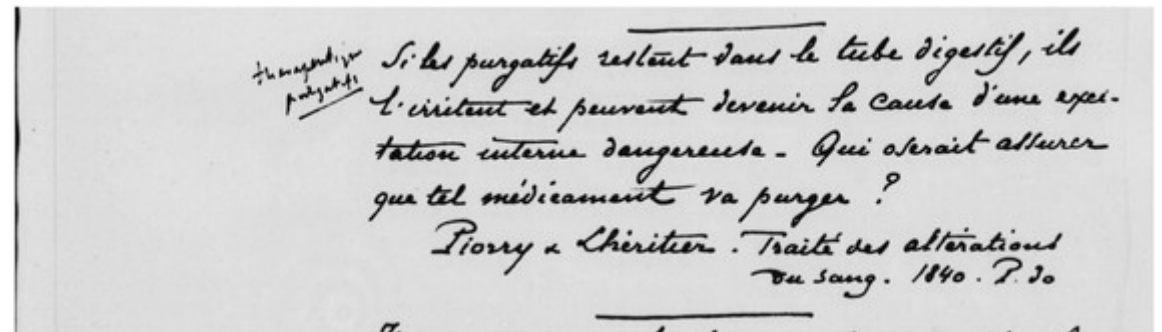 thérapeutique
purgatifs
Si les purgatifs restent dans le tube digestif, ils
l'irritent et peuvent devenir la cause d'une exci-
tation interne dangereuse - Qui oserait assurer
que tel médicament va purger ?
Piorry & Lhéritier. Traité des altérations
du sang. 1840. P. 30